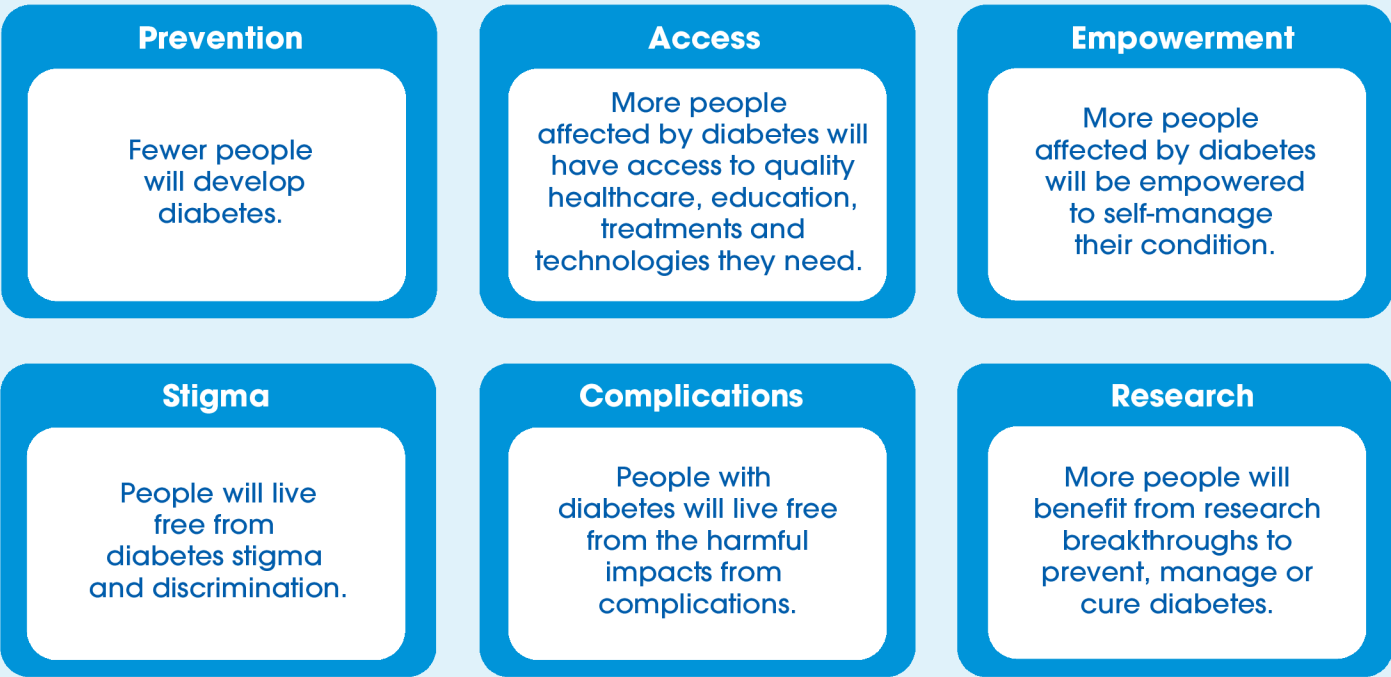 Prevention
Fewer people
will develop
diabetes.
Access
More people
affected by diabetes will
have access to quality
healthcare, education,
treatments and
technologies they need.
Empowerment
More people
affected by diabetes
will be empowered
to self-manage
their condition.
Stigma
People will live
free from
diabetes stigma
and discrimination.
Complications
People with
diabetes will live free
from the harmful
impacts from
complications.
Research
More people will
benefit from research
breakthroughs to
prevent, manage or
cure diabetes.